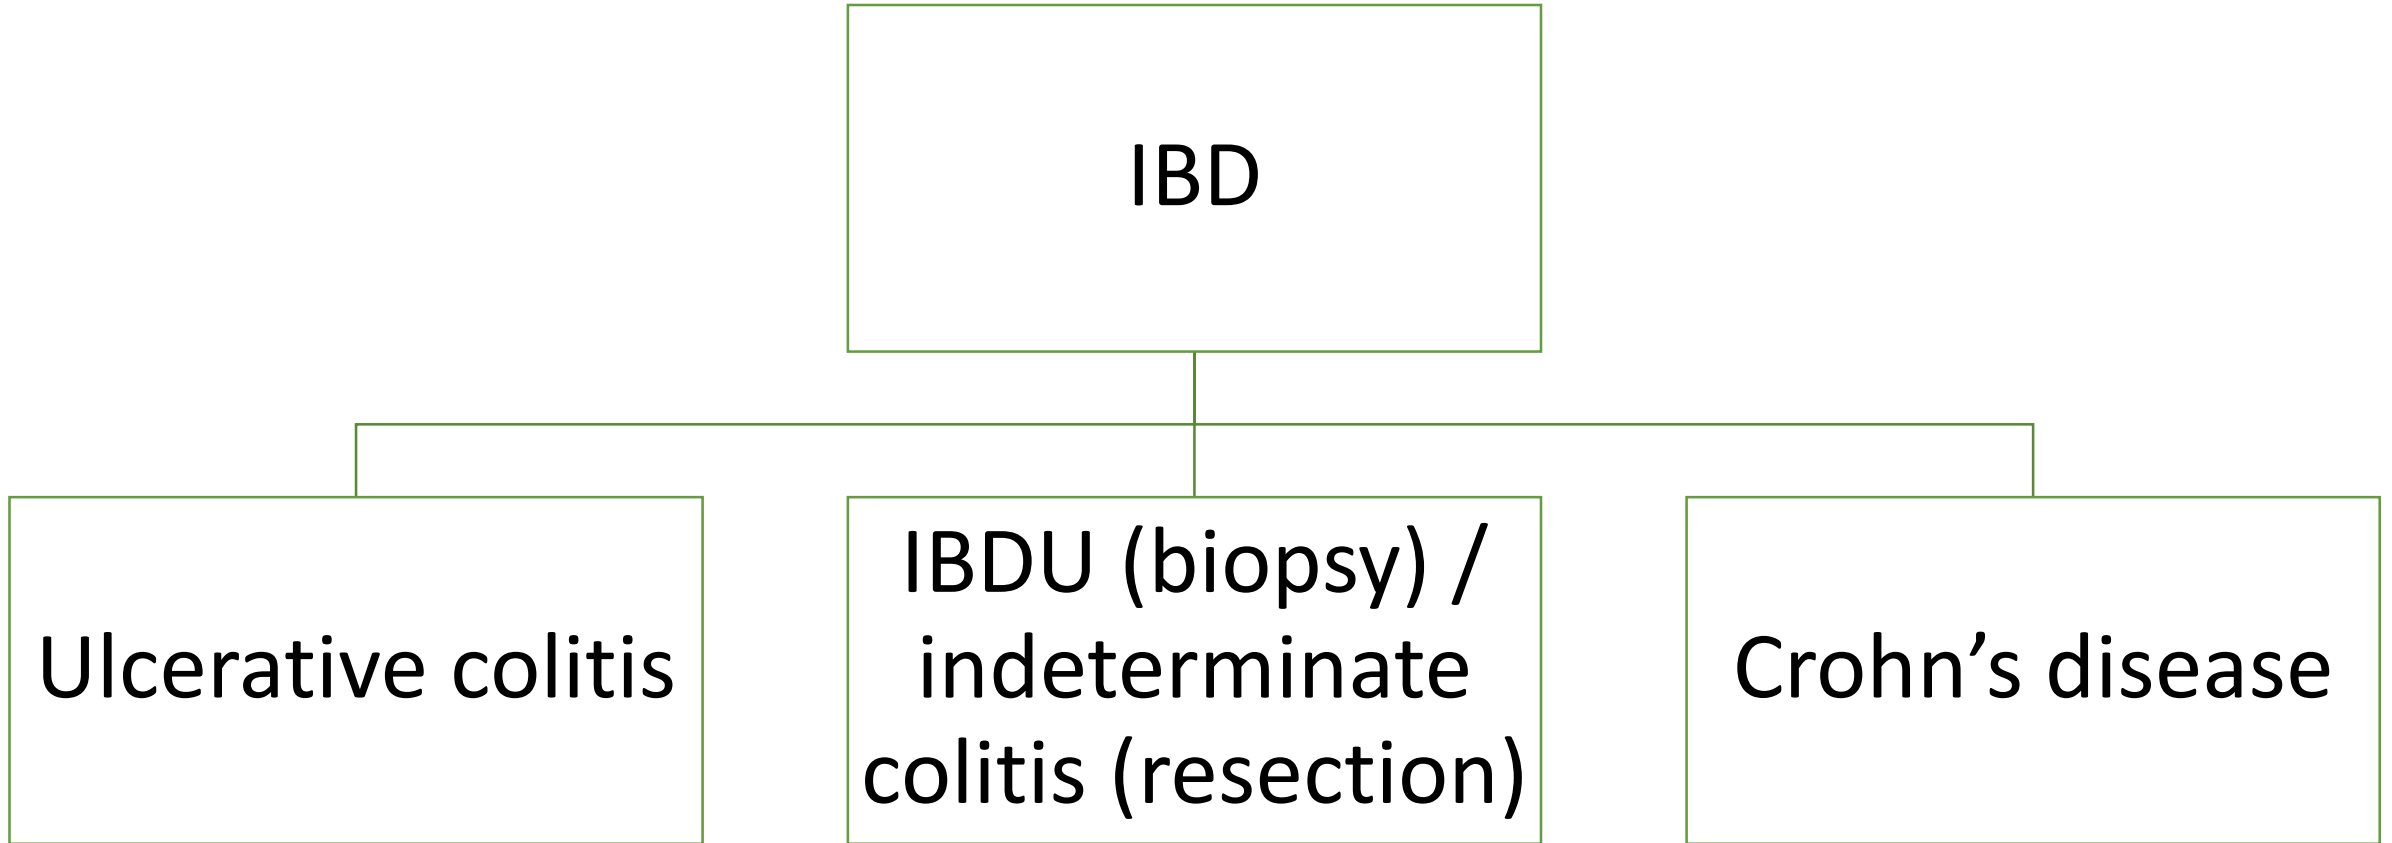 IBD
Ulcerative colitis
IBDU (biopsy) /
indeterminate
colitis (resection)
Crohn’s disease